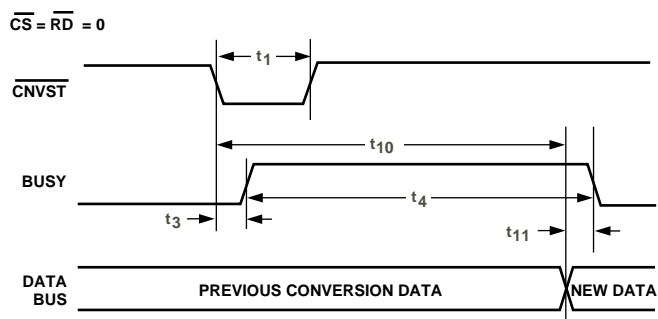 CS = RD = 0
CNVST
t1
t10
BUSY
t3
t4
t11
DATA
BUS
PREVIOUS CONVERSION DATA
NEW DATA